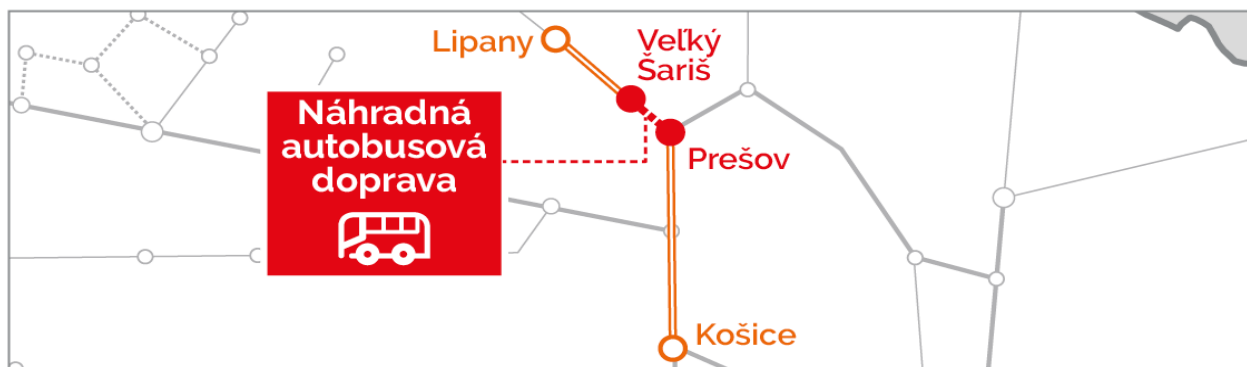 Lipany
Veľký
Šariš
Náhradná
autobusová
doprava
Prešov
Košice